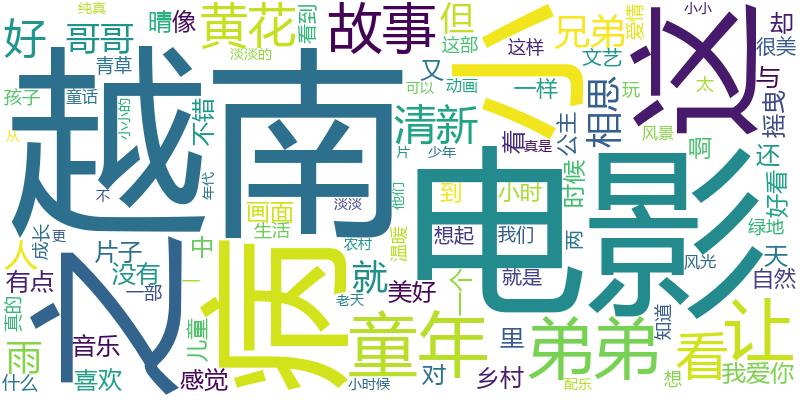 纯真
好
哥哥
晴
像
黄花
看到
故事
但
小
兄弟
爱情
小小
却
这部
这样
文艺
很美
淡淡的
青草
孩子
童话
小小的
不错
又
可以
动画
一样
玩
太
与
这
摇曳
越南
清新
着
真是
公主
相思
风景
啊
还
好看
从
片
少年
不
年代
淡淡
他们
到
小时
时候
电影
绿地
成长
更
画面
生活
农村
温暖
想起
我们
两
人
片子
中
之
病
就
就是
风光
天
自然
有点
没有
一部
一
老天
美好
一个
真的
音乐
儿童
童年
里
弟弟
知道
让
雨
看
什么
喜欢
感觉
小时候
对
乡村
配乐
想
我爱你